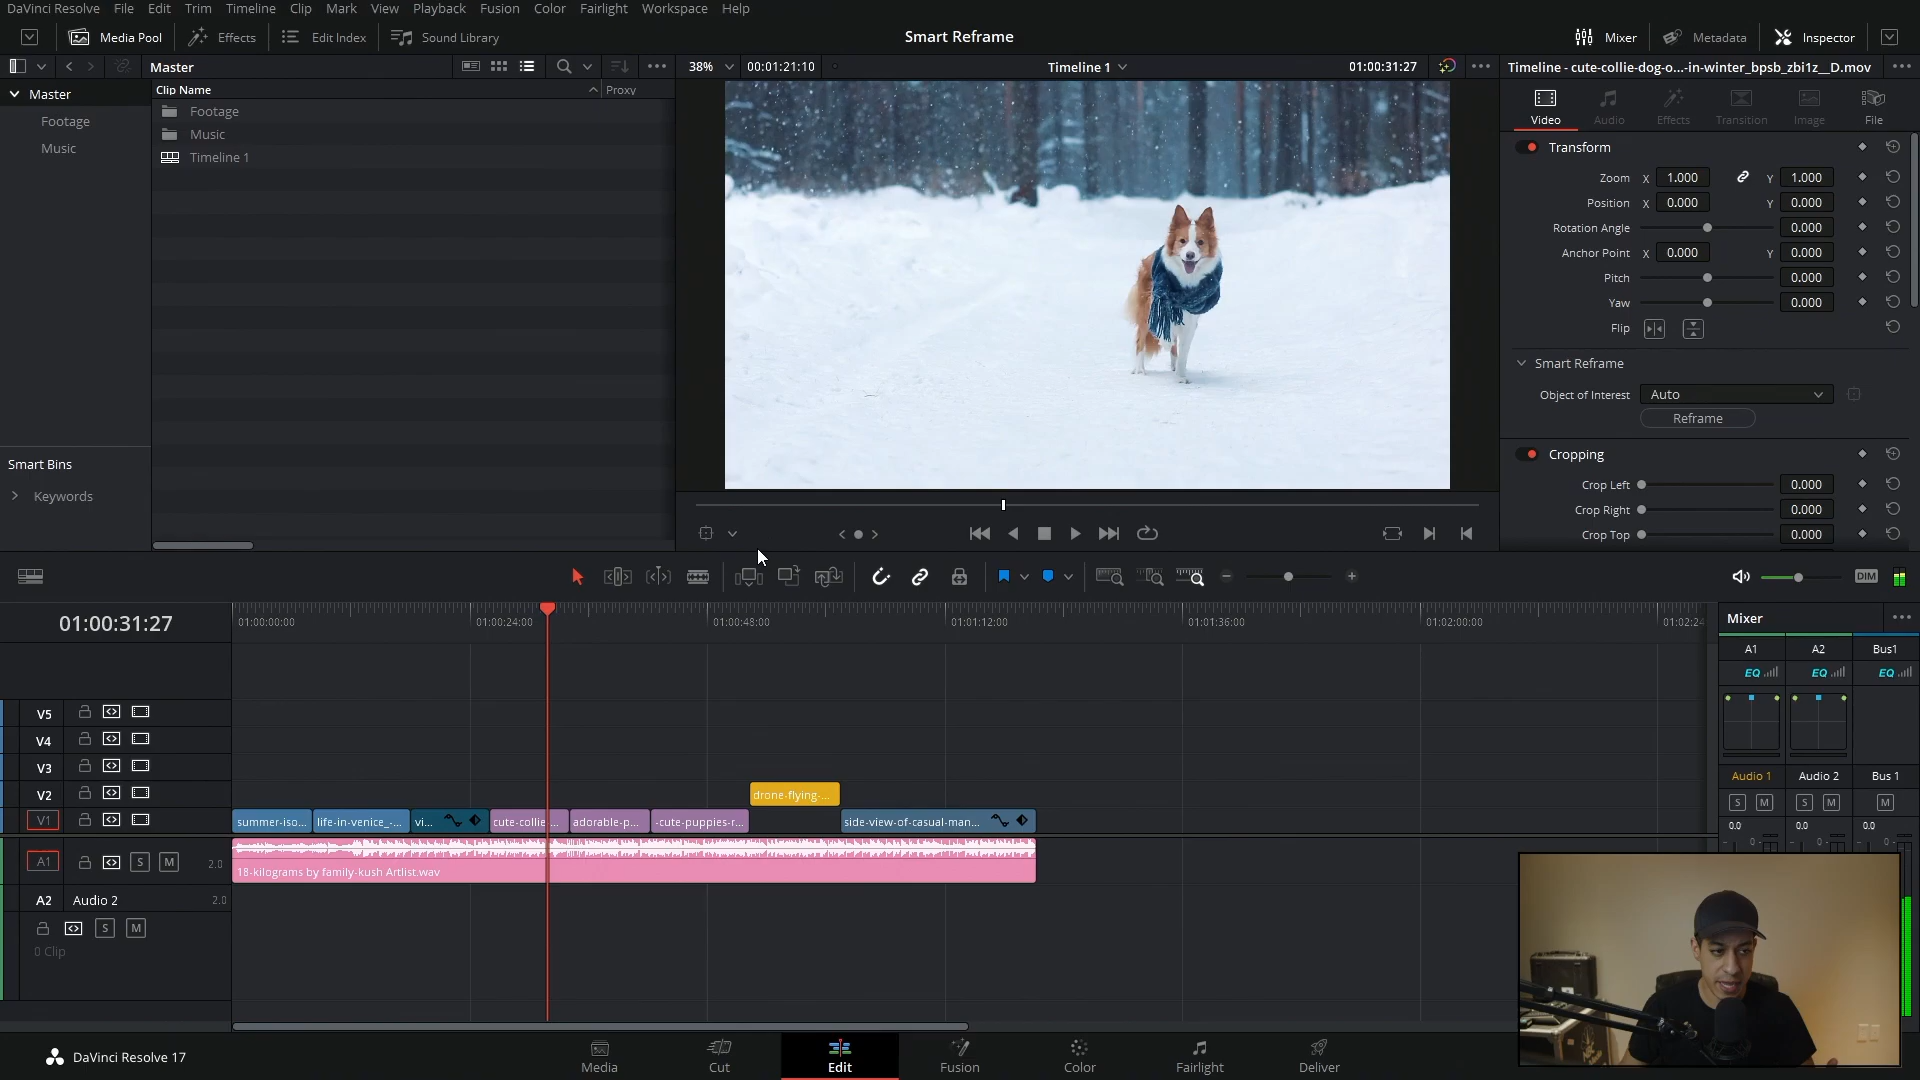 DaVinci Resolve File Edit Trim Timeline Clip Mark View Playback Fusion Color Fairlight Workspace Help
Media Pool Effects Edit Index Sound Library Smart Reframe Mixer Metadata Inspector
Master 38% 00:01:21:10 Timeline 1 01:00:31:27 Timeline - cute-collie-dog-o...-in-winter_bpsb_zbi1z__D.mov
Master
Footage
Music
Clip Name Proxy
Footage
Music
Timeline 1
Smart Bins
Keywords
Video Audio Effects Transition Image File
Transform
Zoom X 1.000 Y 1.000
Position X 0.000 Y 0.000
Rotation Angle 0.000
Anchor Point X 0.000 Y 0.000
Pitch 0.000
Yaw 0.000
Flip
Smart Reframe
Object of Interest Auto
Reframe
Cropping
Crop Left 0.000
Crop Right 0.000
Crop Top 0.000
DIM
01:00:31:27
01:00:00:00 01:00:24:00 01:00:48:00 01:01:12:00 01:01:36:00 01:02:00:00 01:02:24
V5
V4
V3
V2 drone-flying-...
V1 summer-iso... life-in-venice_-... vi... cute-collie-... adorable-p... -cute-puppies-r... side-view-of-casual-man...
A1 S M 2.0
18-kilograms by family-kush Artlist.wav
A2 Audio 2 2.0
S M
0 Clip
Mixer
A1 A2 Bus1
EQ EQ EQ
Audio 1 Audio 2 Bus 1
S M S M M
0.0 0.0 0.0
0 0 0
DaVinci Resolve 17
Media Cut Edit Fusion Color Fairlight Deliver